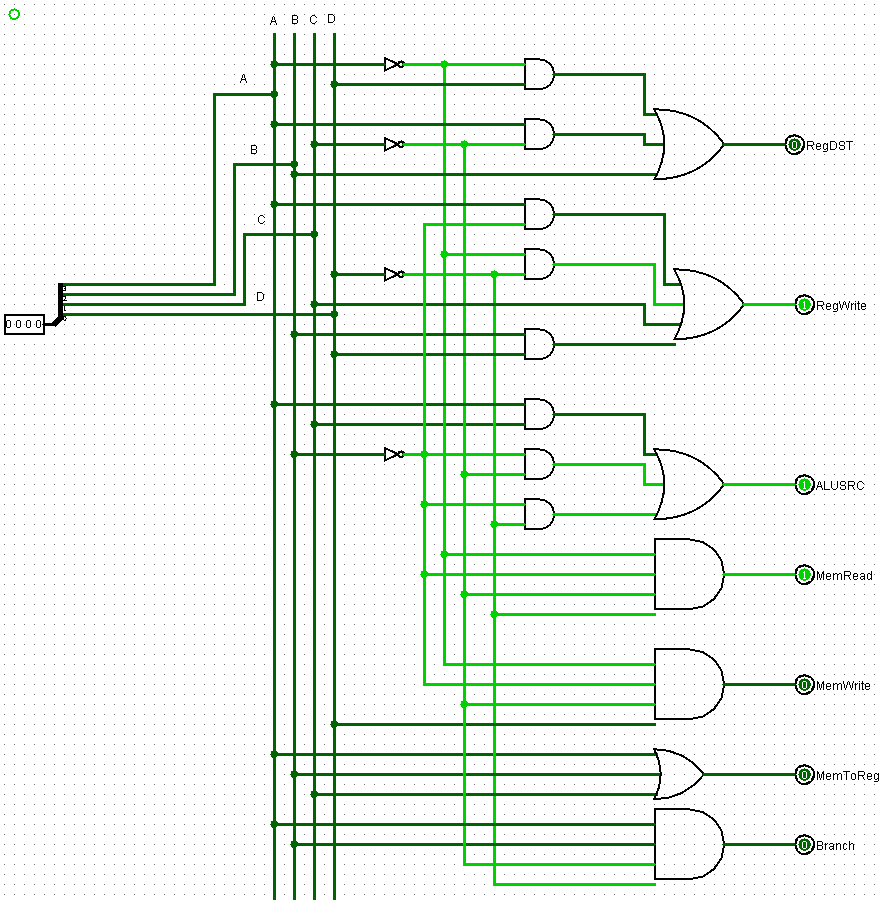 A B C D
A
RegDST
B
C
D
RegWrite
0 0 0 0
ALUSRC
MemRead
MemWrite
MemToReg
Branch